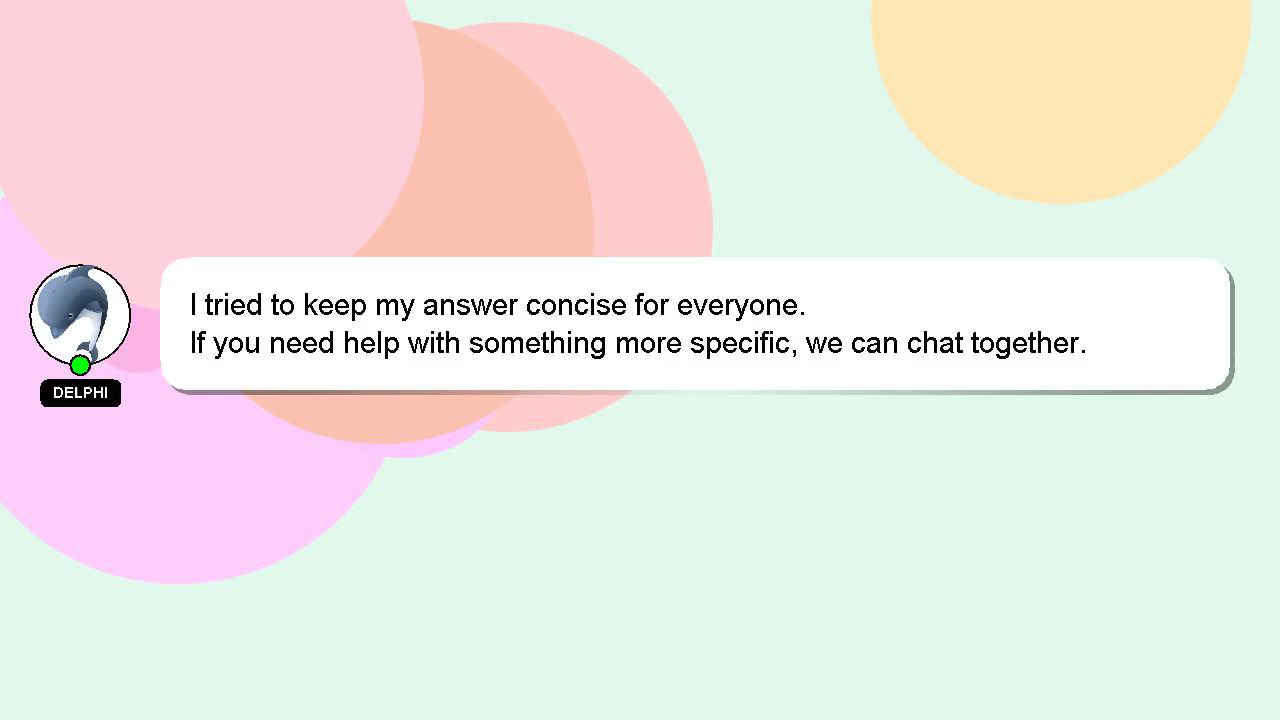 I tried to keep my answer concise for everyone.
If you need help with something more specific, we can chat together.
DELPHI